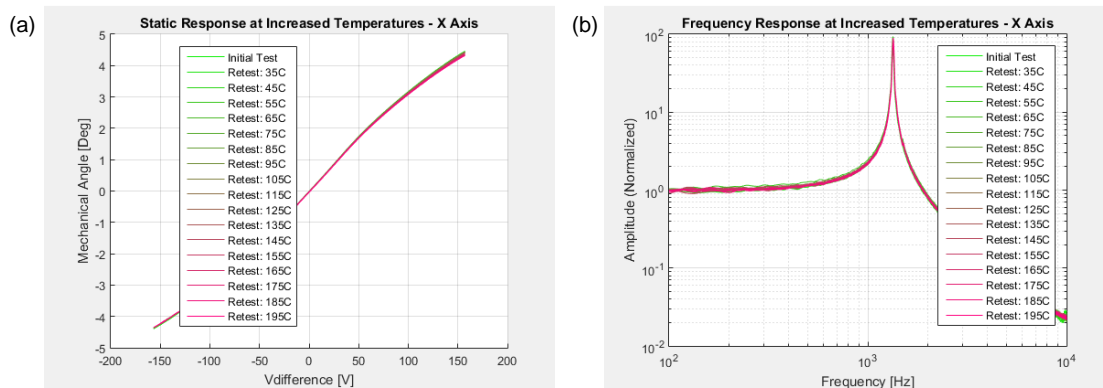 (a)
Static Response at Increased Temperatures - X Axis
Mechanical Angle [Deg]
5
4
3
2
1
0
-1
-2
-3
-4
-5
Initial Test
Retest: 35C
Retest: 45C
Retest: 55C
Retest: 65C
Retest: 75C
Retest: 85C
Retest: 95C
Retest: 105C
Retest: 115C
Retest: 125C
Retest: 135C
Retest: 145C
Retest: 155C
Retest: 165C
Retest: 175C
Retest: 185C
Retest: 195C
-200 -150 -100 -50 0 50 100 150 200
Vdifference [V]
(b)
Frequency Response at Increased Temperatures - X Axis
Amplitude (Normalized)
10^2
10^1
10^0
10^-1
10^-2
Initial Test
Retest: 35C
Retest: 45C
Retest: 55C
Retest: 65C
Retest: 75C
Retest: 85C
Retest: 95C
Retest: 105C
Retest: 115C
Retest: 125C
Retest: 135C
Retest: 145C
Retest: 155C
Retest: 165C
Retest: 175C
Retest: 185C
Retest: 195C
10^2 10^3 10^4
Frequency [Hz]